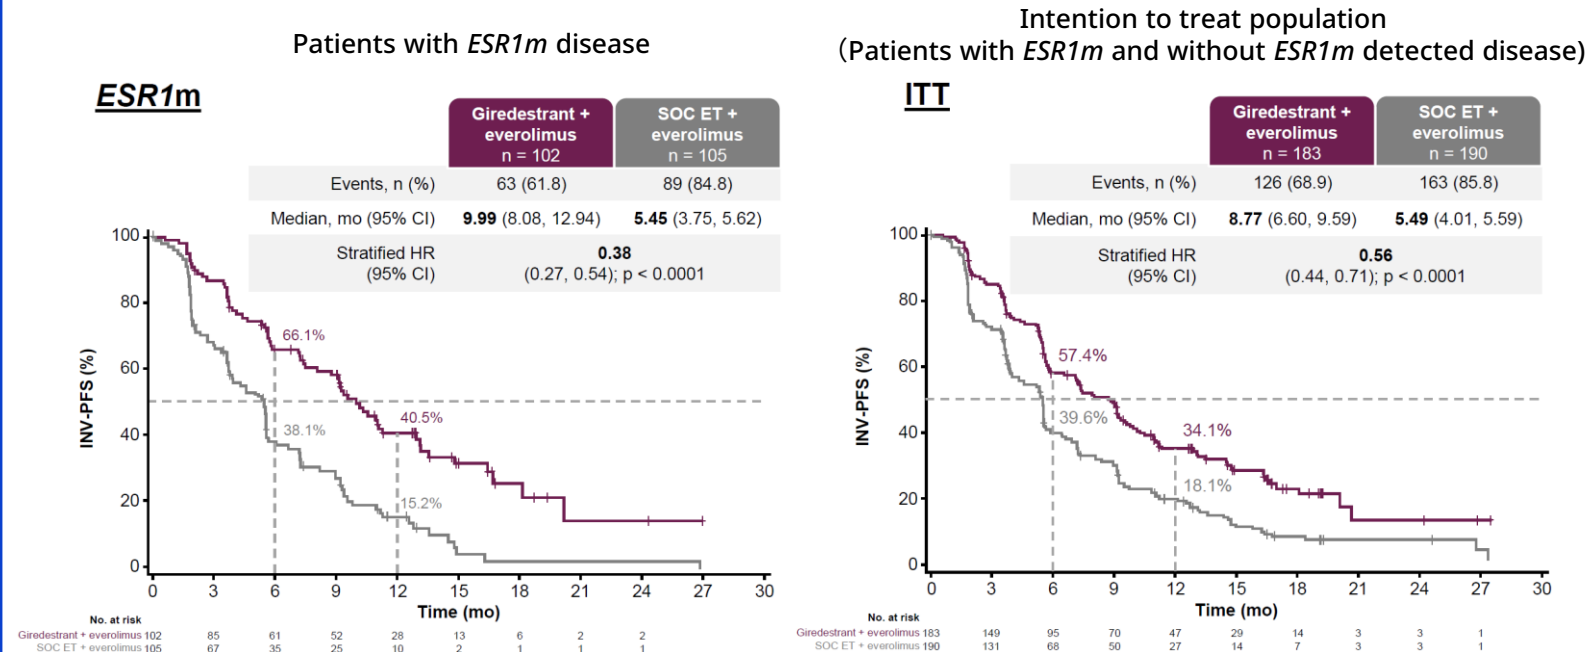 Patients with ESR1m disease
ESR1m
Giredestrant +
everolimus
n = 102
SOC ET +
everolimus
n = 105
Events, n (%) 63 (61.8) 89 (84.8)
Median, mo (95% CI) 9.99 (8.08, 12.94) 5.45 (3.75, 5.62)
Stratified HR
(95% CI)
0.38
(0.27, 0.54); p < 0.0001
INV-PFS (%)
100
80
60
40
20
0
66.1%
38.1%
40.5%
15.2%
0 3 6 9 12 15 18 21 24 27 30
Time (mo)
No. at risk
Giredestrant + everolimus 102 85 61 52 28 13 6 2 2
SOC ET + everolimus 105 67 35 25 10 2 1 1 1
Intention to treat population
(Patients with ESR1m and without ESR1m detected disease)
ITT
Giredestrant +
everolimus
n = 183
SOC ET +
everolimus
n = 190
Events, n (%) 126 (68.9) 163 (85.8)
Median, mo (95% CI) 8.77 (6.60, 9.59) 5.49 (4.01, 5.59)
Stratified HR
(95% CI)
0.56
(0.44, 0.71); p < 0.0001
INV-PFS (%)
100
80
60
40
20
0
57.4%
39.6%
34.1%
18.1%
0 3 6 9 12 15 18 21 24 27 30
Time (mo)
No. at risk
Giredestrant + everolimus 183 149 95 70 47 29 14 3 3 1
SOC ET + everolimus 190 131 68 50 27 14 7 3 3 1